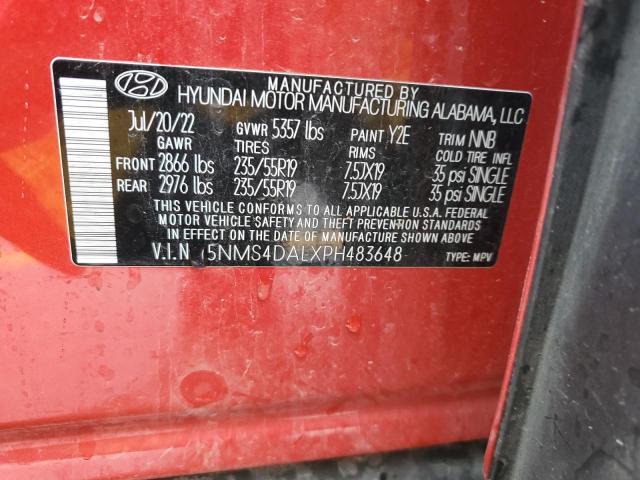 MANUFACTURED BY
HYUNDAI MOTOR MANUFACTURING ALABAMA, LLC
Jul/20/22 GVWR 5357 lbs PAINT Y2E TRIM NNB
GAWR TIRES RIMS COLD TIRE INFL
FRONT 2866 lbs 235/55R19 7.5JX19 35 psi SINGLE
REAR 2976 lbs 235/55R19 7.5JX19 35 psi SINGLE
THIS VEHICLE CONFORMS TO ALL APPLICABLE U.S.A. FEDERAL
MOTOR VEHICLE SAFETY AND THEFT PREVENTION STANDARDS
IN EFFECT ON THE DATE OF MANUFACTURE SHOWN ABOVE.
V.I.N 5NMS4DALXPH483648 TYPE: MPV